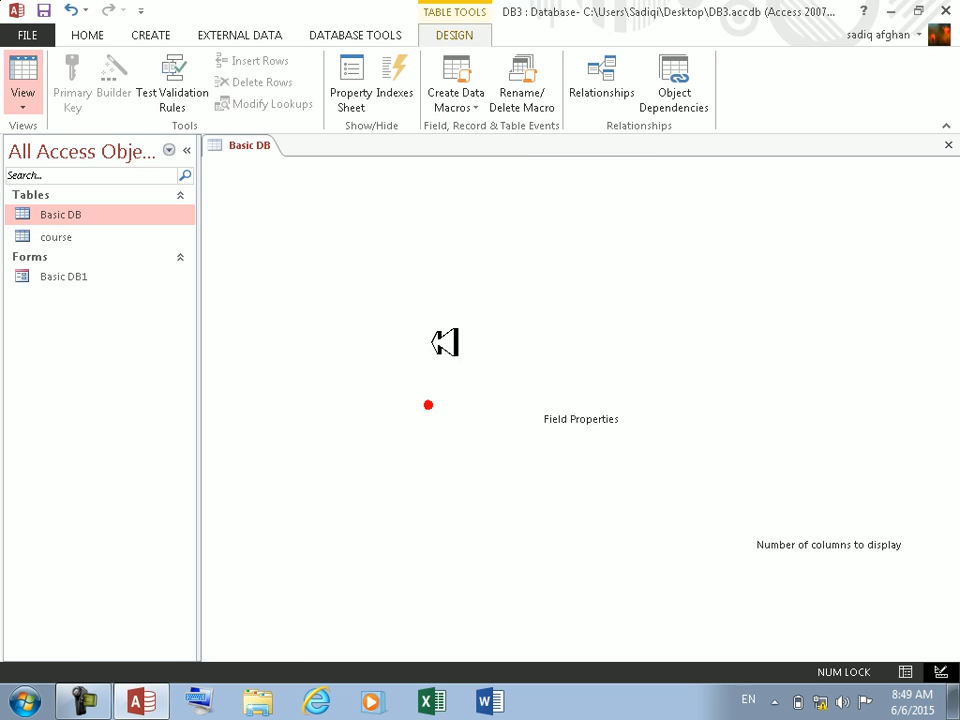 TABLE TOOLS
DB3 : Database- C:\Users\Sadiqi\Desktop\DB3.accdb (Access 2007...
FILE
HOME
CREATE
EXTERNAL DATA
DATABASE TOOLS
DESIGN
sadiq afghan
View
Primary Key
Builder
Test Validation Rules
Insert Rows
Delete Rows
Modify Lookups
Property Sheet
Indexes
Create Data Macros
Rename/ Delete Macro
Relationships
Object Dependencies
Views
Tools
Show/Hide
Field, Record & Table Events
Relationships
All Access Obje...
Basic DB
Search...
Tables
Basic DB
course
Forms
Basic DB1
Field Properties
Number of columns to display
NUM LOCK
EN
8:49 AM
6/6/2015